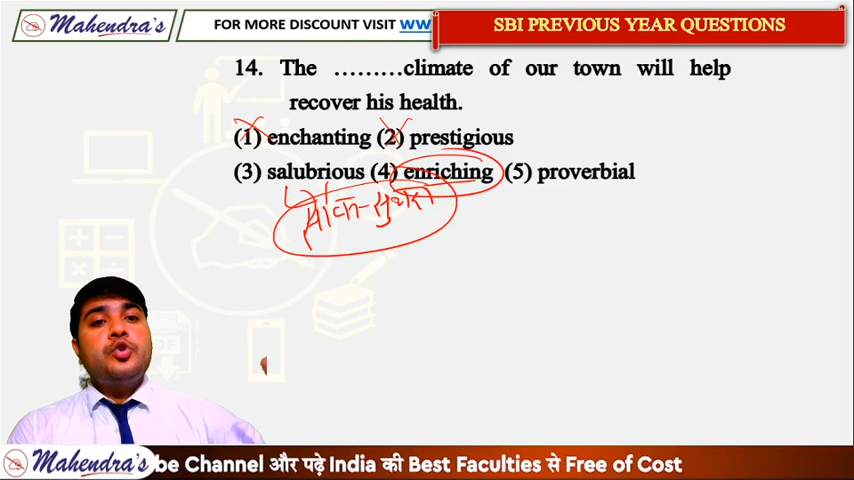 Mahendra's
FOR MORE DISCOUNT VISIT WW
SBI PREVIOUS YEAR QUESTIONS
14. The ………climate of our town will help
recover his health.
(1) enchanting (2) prestigious
(3) salubrious (4) enriching (5) proverbial
साफ-सुथरा
Mahendra's
be Channel और पढ़े India की Best Faculties से Free of Cost